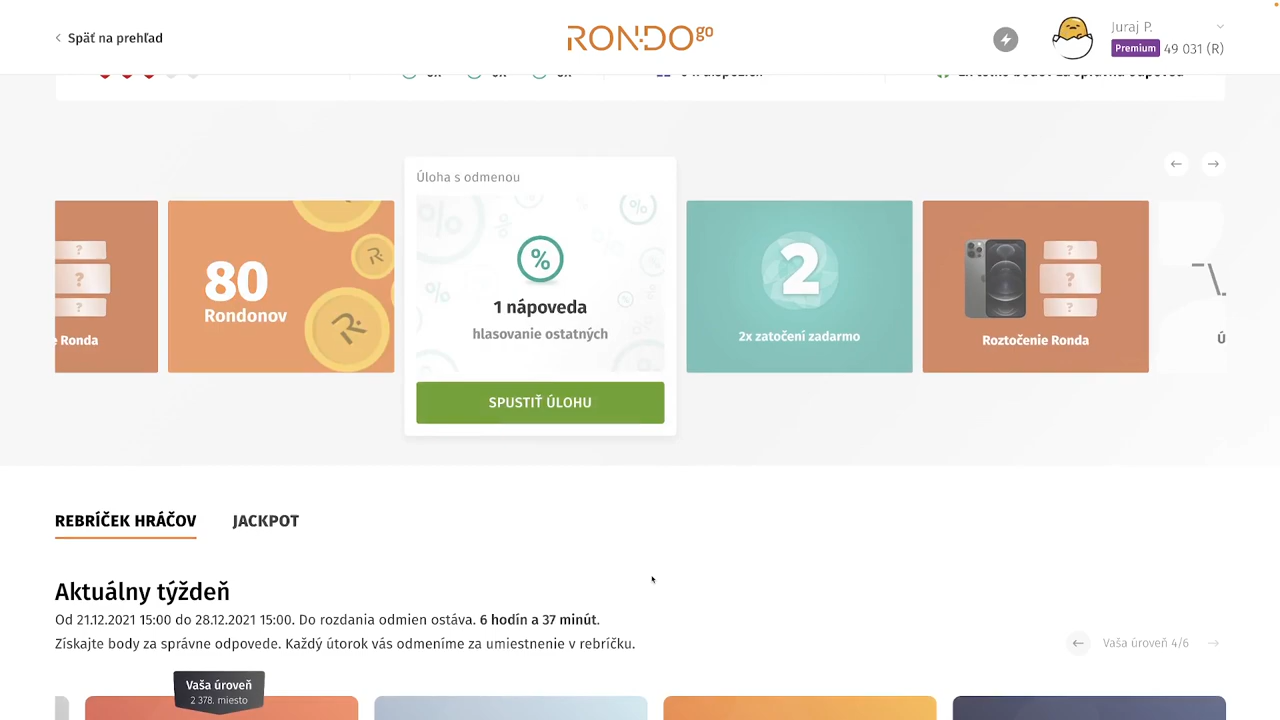 Späť na prehľad
RONDO go
Juraj P.
Premium 49 031 (R)
Úloha s odmenou
?
?
?
Ronda
80
Rondonov
%
1 nápoveda
hlasovanie ostatných
SPUSTIŤ ÚLOHU
2
2x zatočení zadarmo
?
?
?
Roztočenie Ronda
REBRÍČEK HRÁČOV
JACKPOT
Aktuálny týždeň
Od 21.12.2021 15:00 do 28.12.2021 15:00. Do rozdania odmien ostáva. 6 hodín a 37 minút.
Získajte body za správne odpovede. Každý útorok vás odmeníme za umiestnenie v rebríčku.
Vaša úroveň 4/6
Vaša úroveň
2 378. miesto